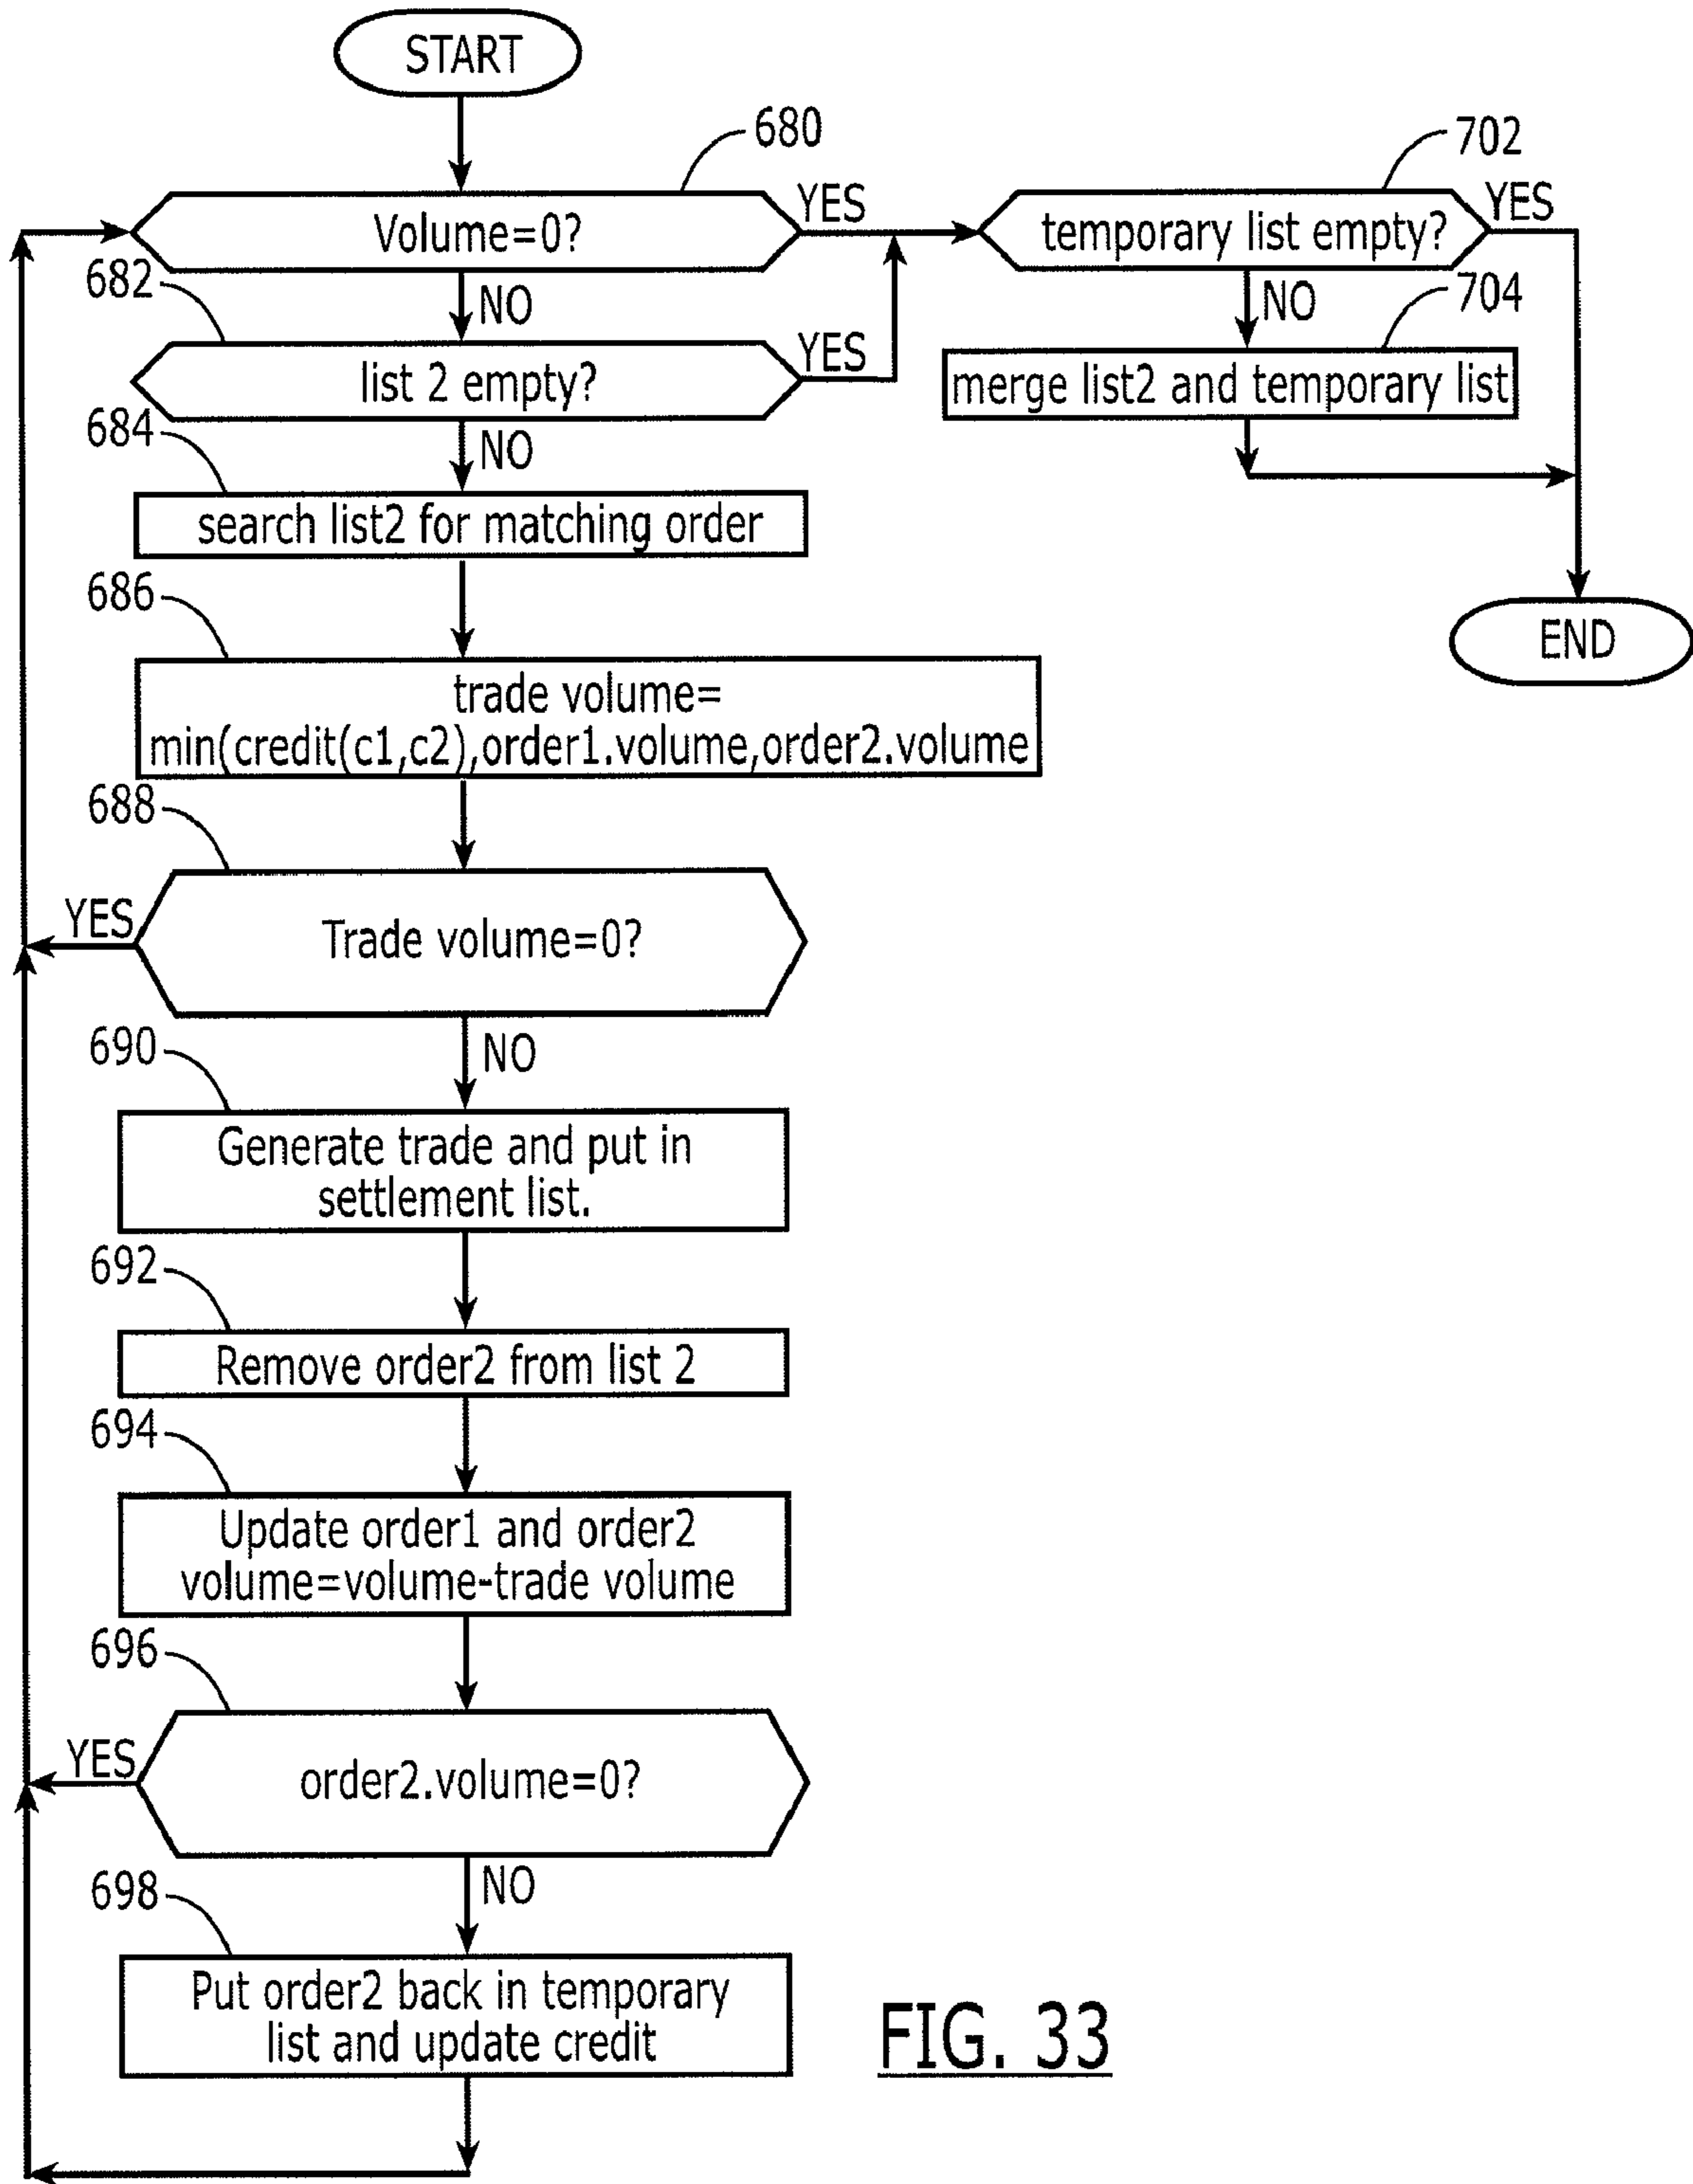 START
680
Volume=0?
YES
702
temporary list empty?
YES
682
NO
list 2 empty?
YES
NO
704
merge list2 and temporary list
684
NO
search list2 for matching order
END
686
trade volume=
min(credit(c1,c2),order1.volume,order2.volume
688
YES
Trade volume=0?
690
NO
Generate trade and put in
settlement list.
692
Remove order2 from list 2
694
Update order1 and order2
volume=volume-trade volume
696
YES
order2.volume=0?
698
NO
Put order2 back in temporary
list and update credit
FIG. 33